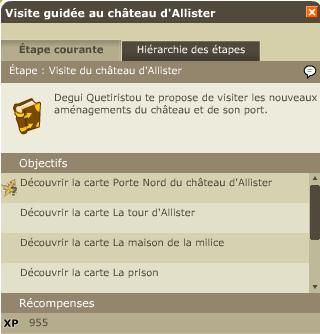 Visite guidée au château d'Allister
Étape courante
Hiérarchie des étapes
Étape : Visite du château d'Allister
Degui Quetiristou te propose de visiter les nouveaux
aménagements du château et de son port.
Objectifs
Découvrir la carte Porte Nord du château d'Allister
Découvrir la carte La tour d'Allister
Découvrir la carte La maison de la milice
Découvrir la carte La prison
Récompenses
XP 955